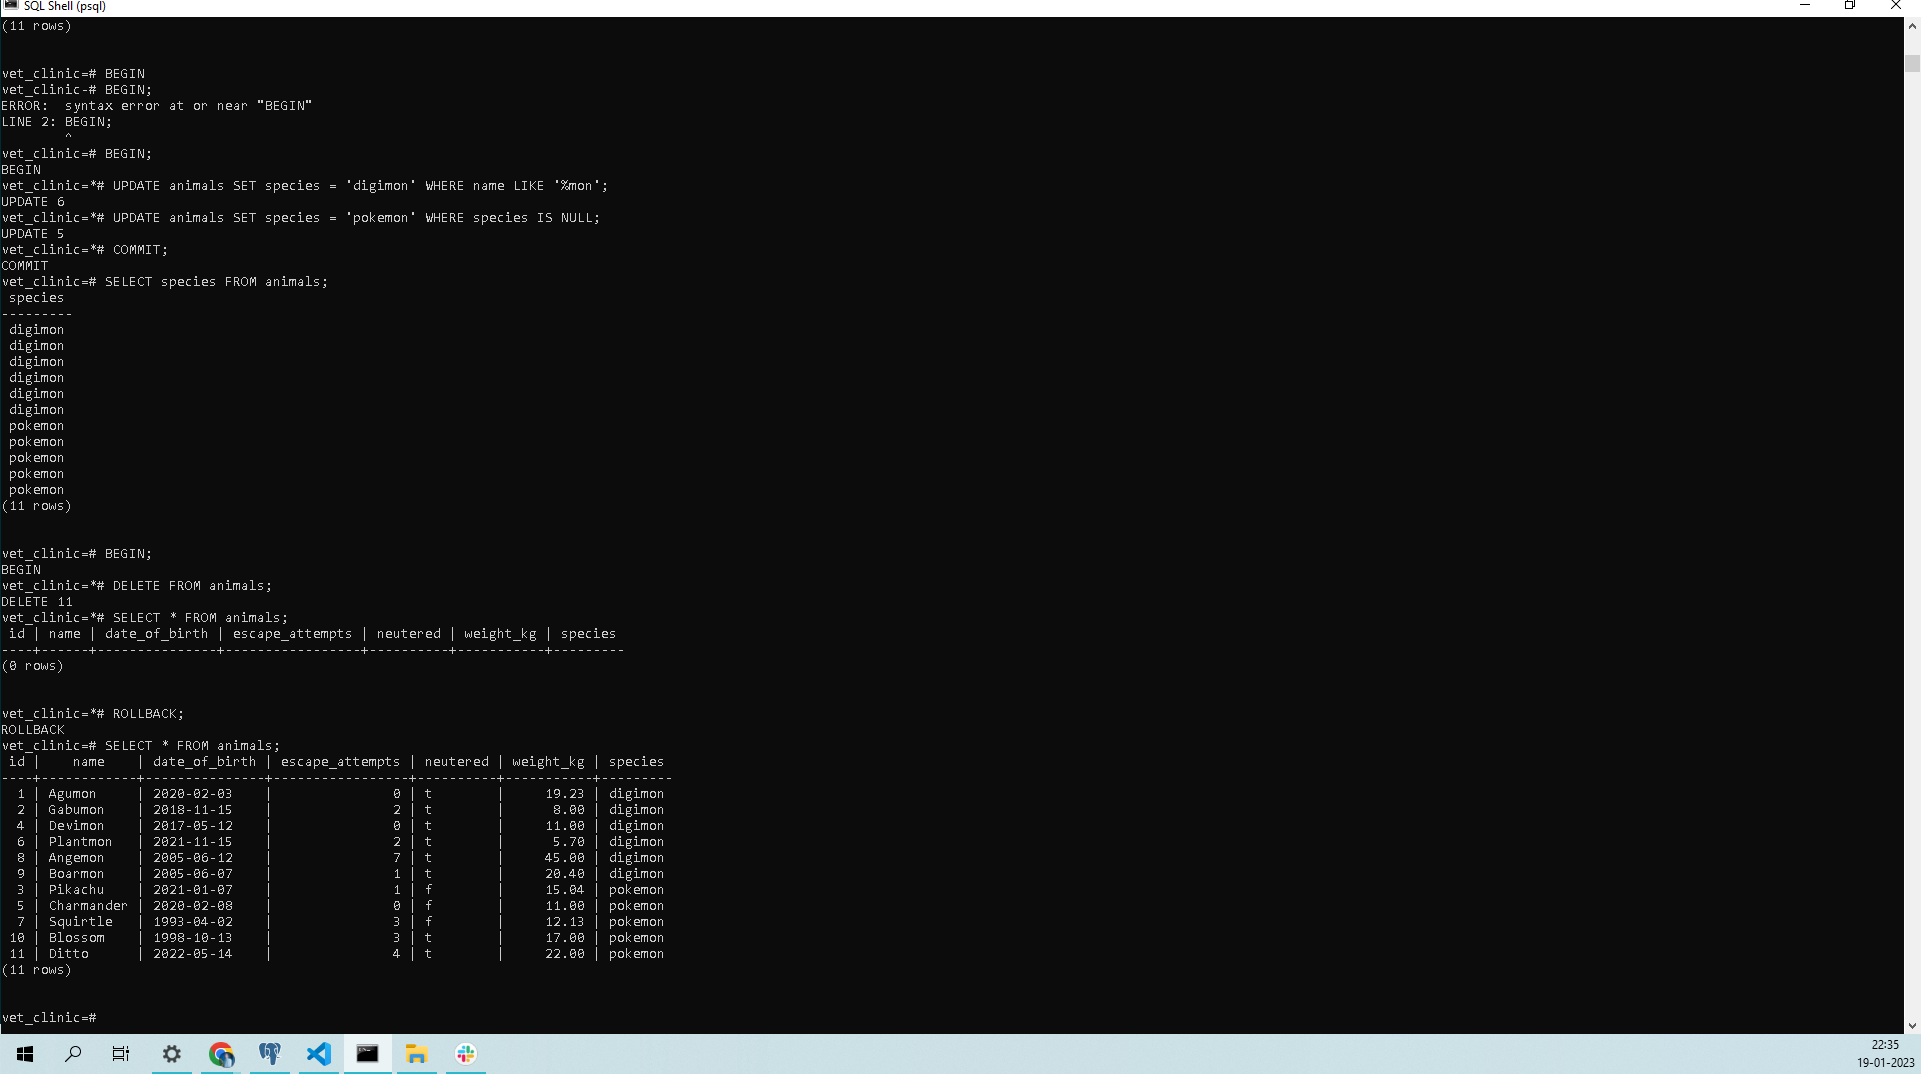 SQL Shell (psql)
(11 rows)
vet_clinic=# BEGIN
vet_clinic-# BEGIN;
ERROR:  syntax error at or near "BEGIN"
LINE 2: BEGIN;
        ^
vet_clinic=# BEGIN;
BEGIN
vet_clinic=*# UPDATE animals SET species = 'digimon' WHERE name LIKE '%mon';
UPDATE 6
vet_clinic=*# UPDATE animals SET species = 'pokemon' WHERE species IS NULL;
UPDATE 5
vet_clinic=*# COMMIT;
COMMIT
vet_clinic=# SELECT species FROM animals;
 species
---------
 digimon
 digimon
 digimon
 digimon
 digimon
 digimon
 pokemon
 pokemon
 pokemon
 pokemon
 pokemon
(11 rows)
vet_clinic=# BEGIN;
BEGIN
vet_clinic=*# DELETE FROM animals;
DELETE 11
vet_clinic=*# SELECT * FROM animals;
 id | name | date_of_birth | escape_attempts | neutered | weight_kg | species
----+------+---------------+-----------------+----------+-----------+---------
(0 rows)
vet_clinic=*# ROLLBACK;
ROLLBACK
vet_clinic=# SELECT * FROM animals;
 id |    name    | date_of_birth | escape_attempts | neutered | weight_kg | species
----+------------+---------------+-----------------+----------+-----------+---------
  1 | Agumon     | 2020-02-03    |               0 | t        |     19.23 | digimon
  2 | Gabumon    | 2018-11-15    |               2 | t        |      8.00 | digimon
  4 | Devimon    | 2017-05-12    |               0 | t        |     11.00 | digimon
  6 | Plantmon   | 2021-11-15    |               2 | t        |      5.70 | digimon
  8 | Angemon    | 2005-06-12    |               7 | t        |     45.00 | digimon
  9 | Boarmon    | 2005-06-07    |               1 | t        |     20.40 | digimon
  3 | Pikachu    | 2021-01-07    |               1 | f        |     15.04 | pokemon
  5 | Charmander | 2020-02-08    |               0 | f        |     11.00 | pokemon
  7 | Squirtle   | 1993-04-02    |               3 | f        |     12.13 | pokemon
 10 | Blossom    | 1998-10-13    |               3 | t        |     17.00 | pokemon
 11 | Ditto      | 2022-05-14    |               4 | t        |     22.00 | pokemon
(11 rows)
vet_clinic=#
22:35
19-01-2023